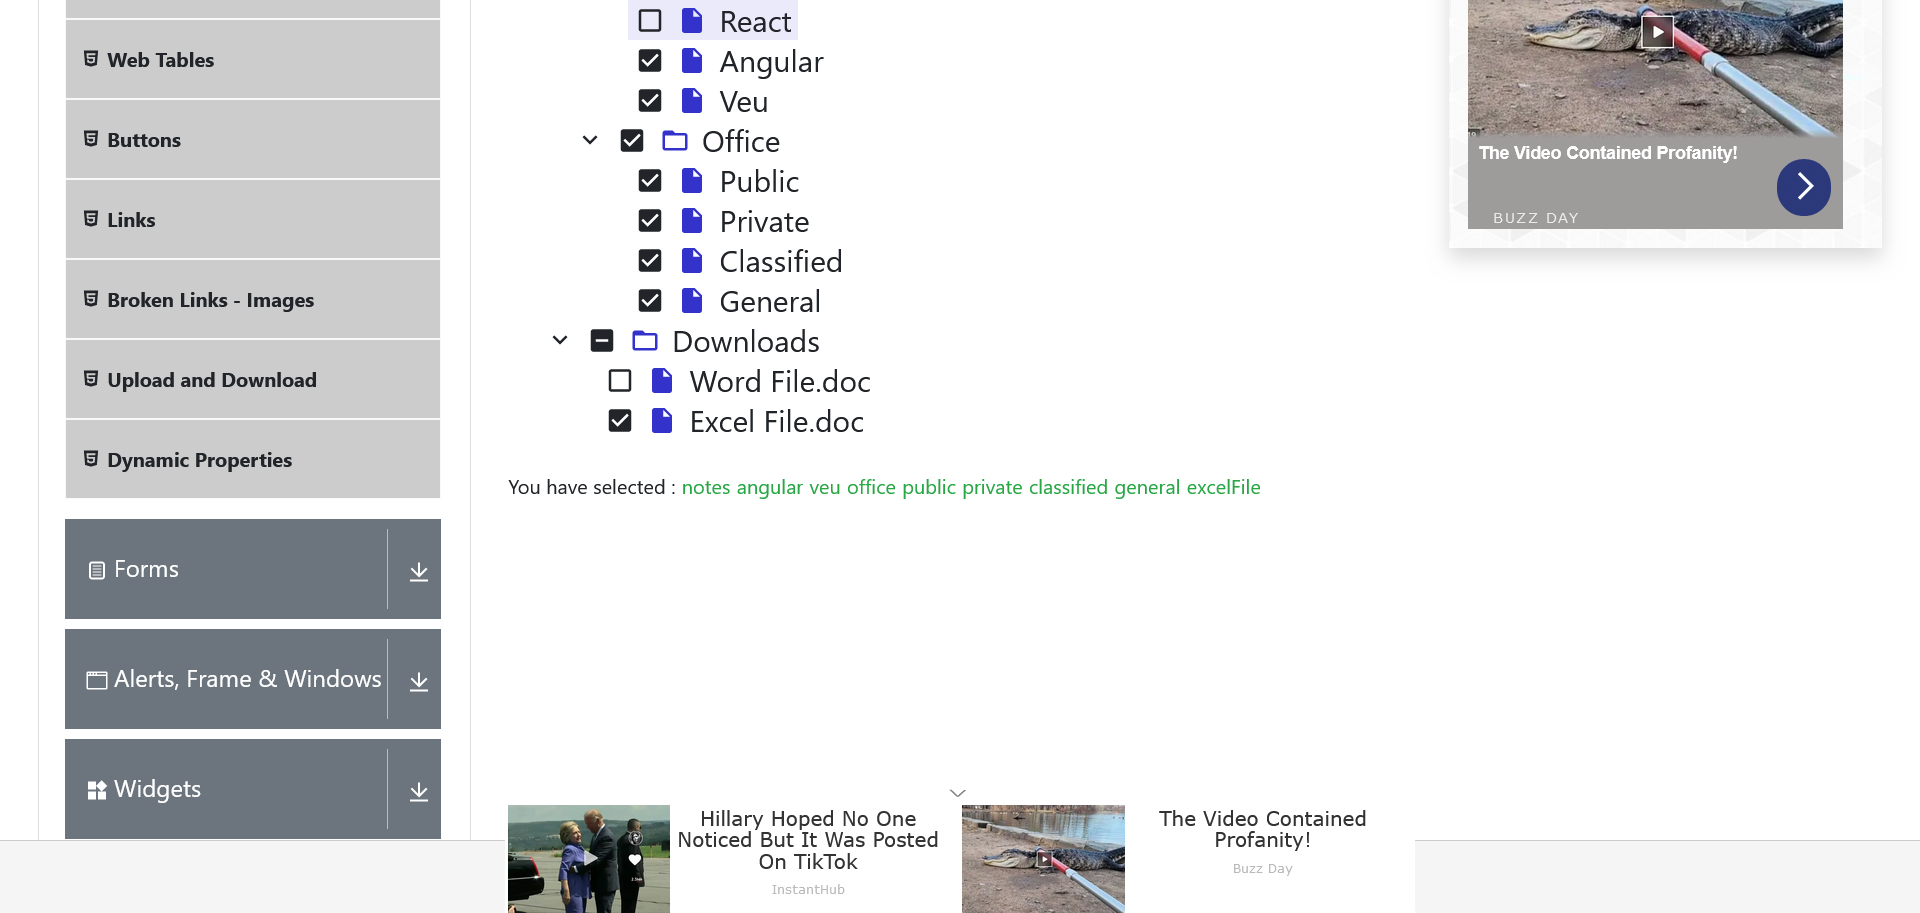 React
Angular
Veu
Office
Public
Private
Classified
General
Downloads
Word File.doc
Excel File.doc
You have selected : notes angular veu office public private classified general excelFile
Web Tables
Buttons
Links
Broken Links - Images
Upload and Download
Dynamic Properties
Forms
Alerts, Frame & Windows
Widgets
The Video Contained Profanity!
BUZZ DAY
Hillary Hoped No One
Noticed But It Was Posted
On TikTok
InstantHub
The Video Contained
Profanity!
Buzz Day